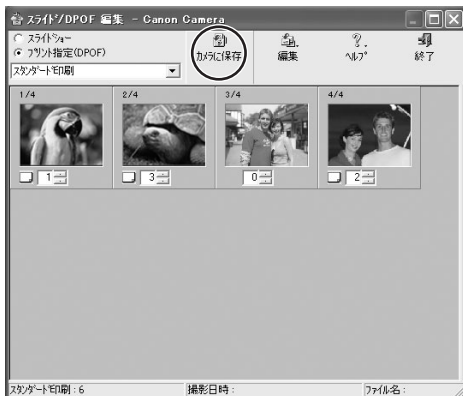 スライド/DPOF 編集 - Canon Camera
スライドショー
プリント指定(DPOF)
スタンダード印刷
カメラに保存
編集
ヘルプ
終了
1/4
2/4
3/4
4/4
1
3
0
2
スタンダード印刷 : 6
撮影日時 :
ファイル名 :